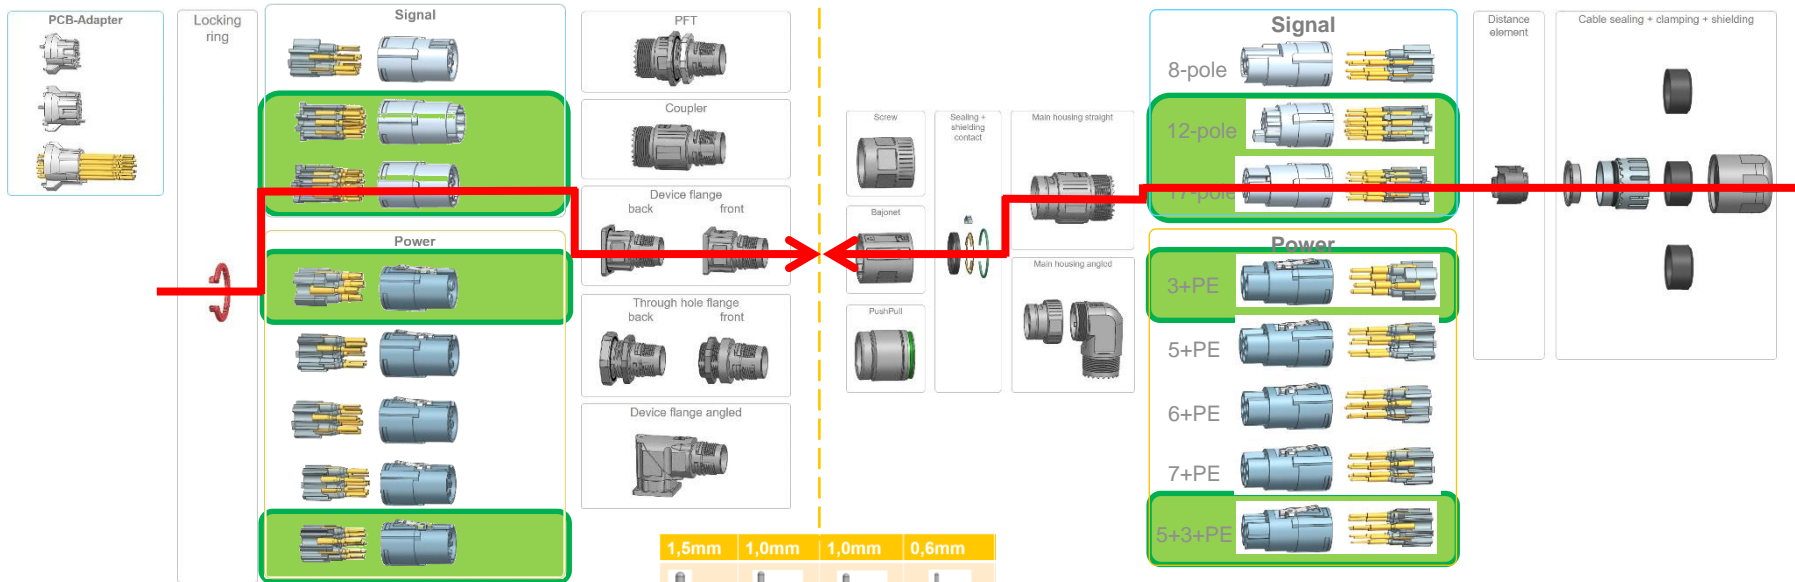 PCB-Adapter
Locking
ring
Signal
PFT
Coupler
Device flange
back front
Power
Through hole flange
back front
Device flange angled
1,5mm 1,0mm 1,0mm 0,6mm
Screw
Bajonet
PushPull
Sealing +
shielding
contact
Main housing straight
Main housing angled
Signal
8-pole
12-pole
17-pole
Power
3+PE
5+PE
6+PE
7+PE
5+3+PE
Distance
element
Cable sealing + clamping + shielding